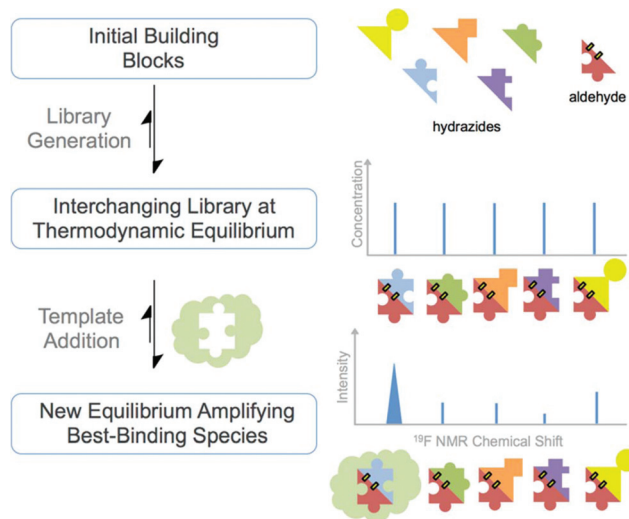 Initial Building
Blocks
Library
Generation
hydrazides
aldehyde
Interchanging Library at
Thermodynamic Equilibrium
Concentration
Template
Addition
Intensity
New Equilibrium Amplifying
Best-Binding Species
¹⁹F NMR Chemical Shift